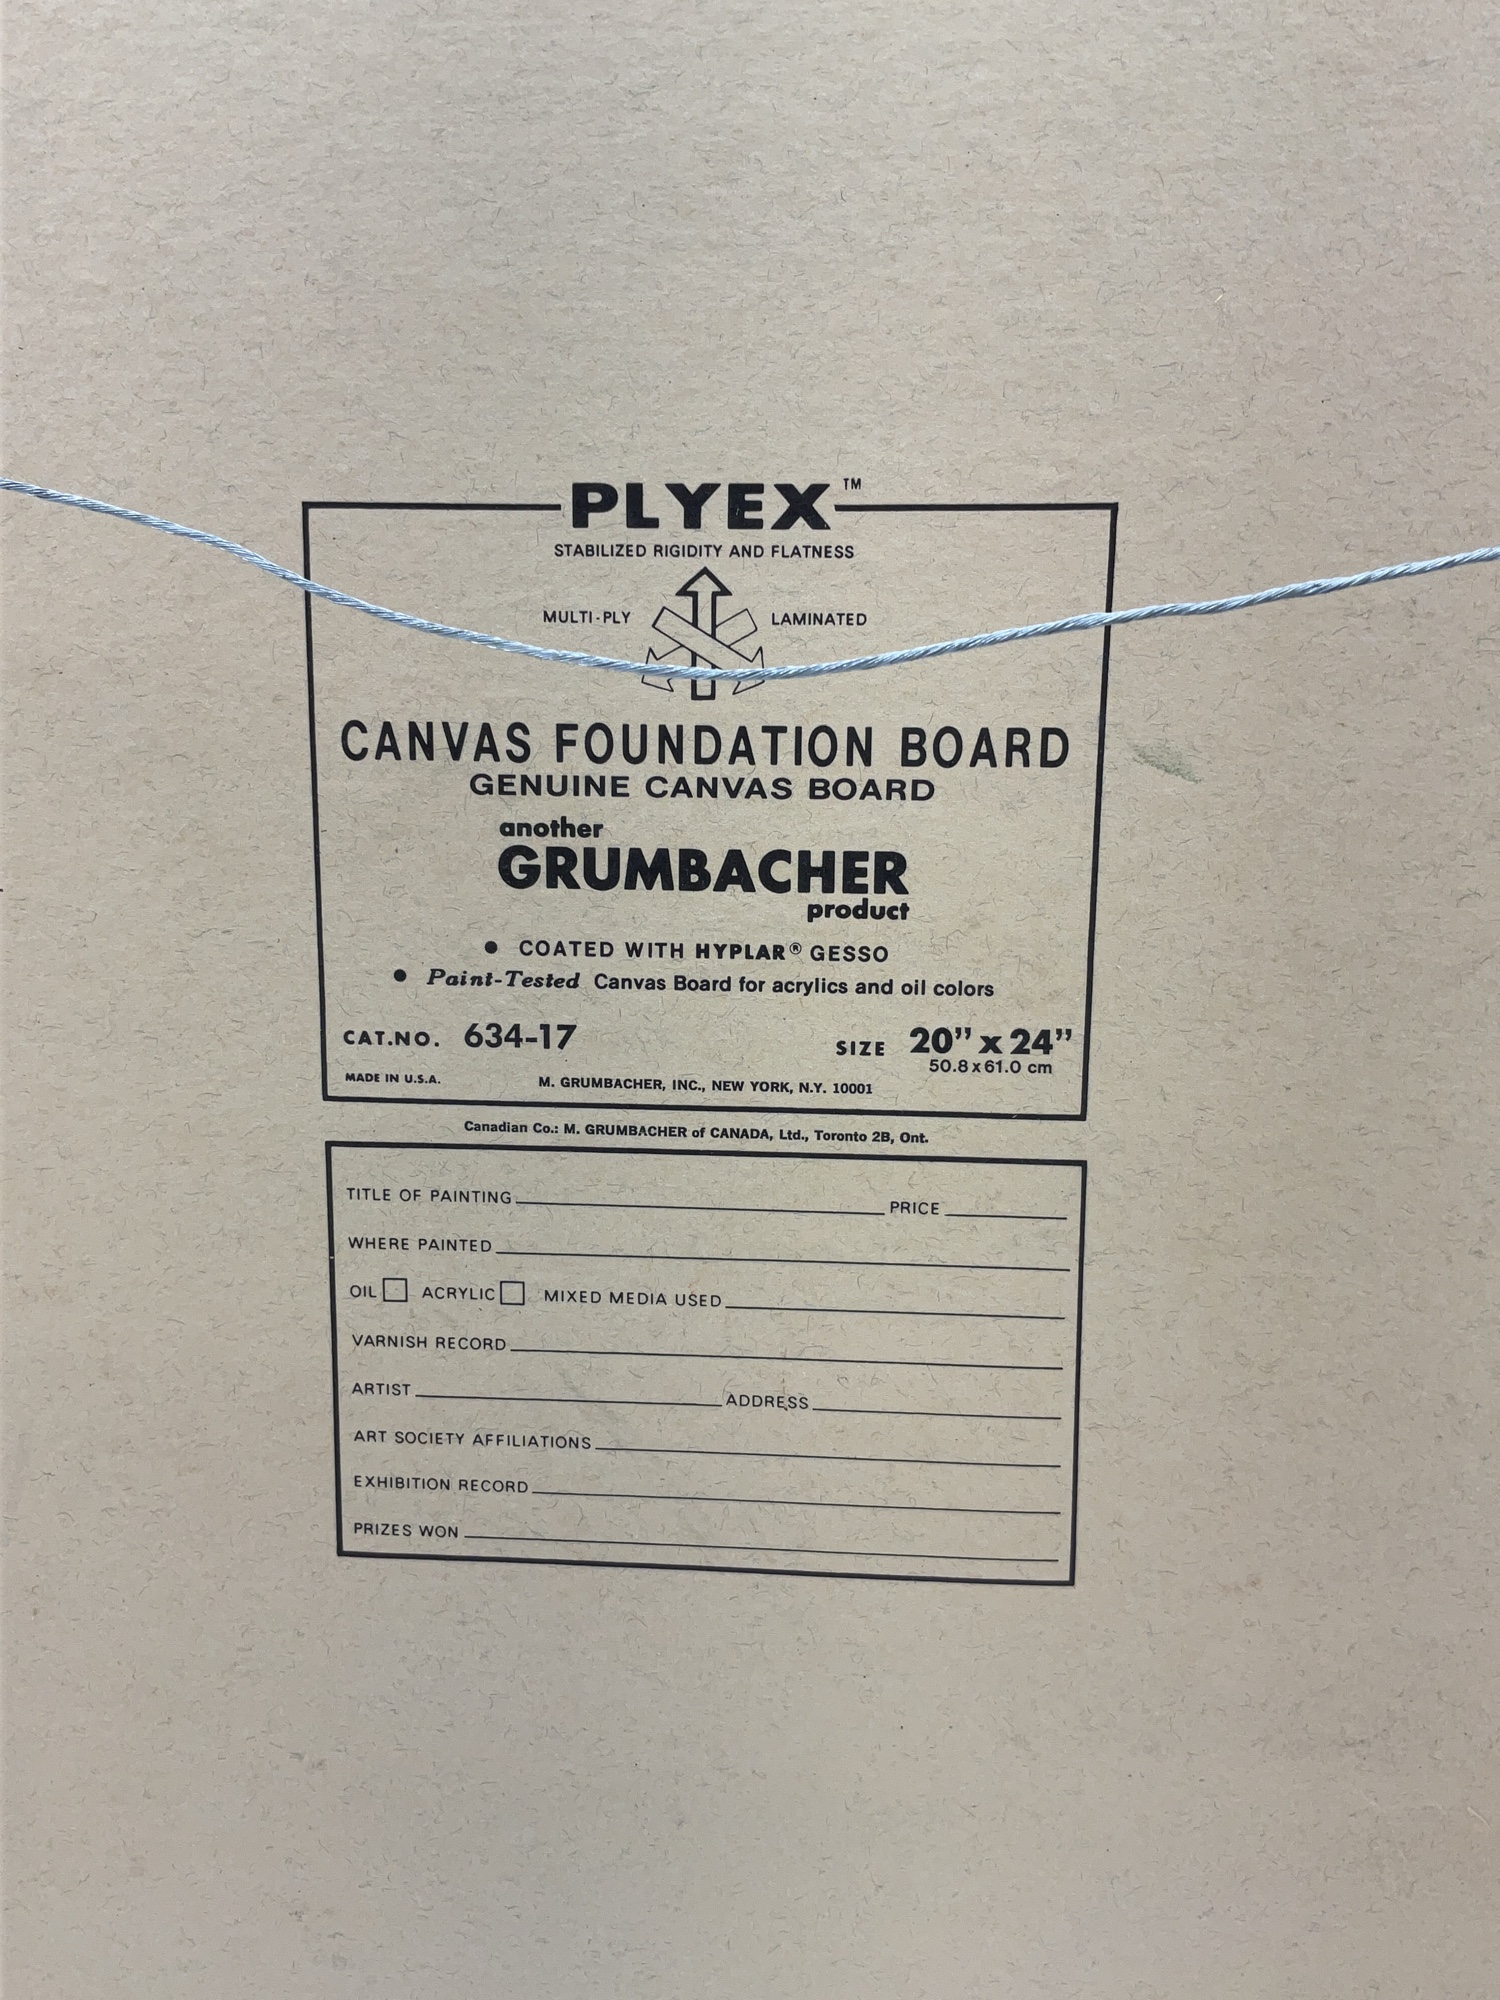 PLYEX™
STABILIZED RIGIDITY AND FLATNESS
MULTI-PLY LAMINATED
CANVAS FOUNDATION BOARD
GENUINE CANVAS BOARD
another
GRUMBACHER
product
● COATED WITH HYPLAR® GESSO
● Paint-Tested Canvas Board for acrylics and oil colors
CAT.NO. 634-17 SIZE 20” x 24”
50.8 x 61.0 cm
MADE IN U.S.A. M. GRUMBACHER, INC., NEW YORK, N.Y. 10001
Canadian Co.: M. GRUMBACHER of CANADA, Ltd., Toronto 2B, Ont.
TITLE OF PAINTING PRICE
WHERE PAINTED
OIL ACRYLIC MIXED MEDIA USED
VARNISH RECORD
ARTIST ADDRESS
ART SOCIETY AFFILIATIONS
EXHIBITION RECORD
PRIZES WON